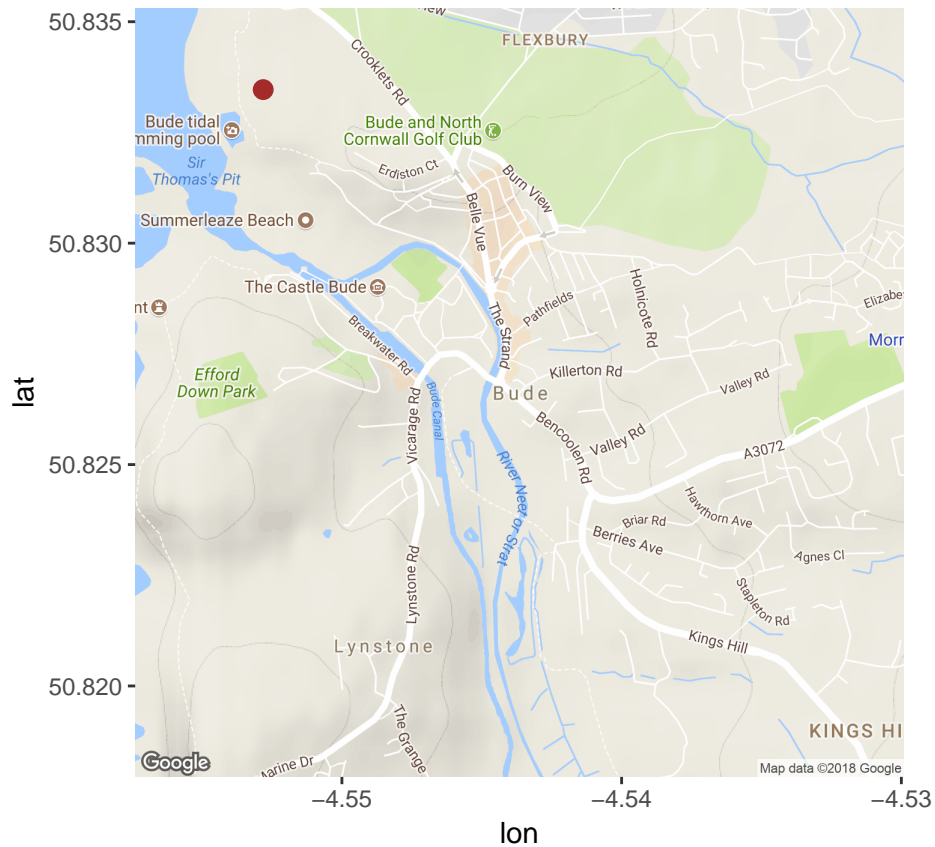 50.835
50.830
50.825
50.820
lat
−4.55
−4.54
−4.53
lon
FLEXBURY
Crooklets Rd
Bude tidal
mming pool
Sir
Thomas's Pit
Bude and North
Cornwall Golf Club
Erdiston Ct
Burn View
Belle Vue
Summerleaze Beach
The Castle Bude
nt
Breakwater Rd
The Strand
Pathfields
Holnicote Rd
Elizabe
Morr
Efford
Down Park
Killerton Rd
Valley Rd
Bude
Vicarage Rd
Bude Canal
Bencoolen Rd
Valley Rd
A3072
River Neet or Strat
Hawthorn Ave
Briar Rd
Berries Ave
Agnes Cl
Stapleton Rd
Lynstone Rd
Lynstone
Kings Hill
The Grange
KINGS HI
Marine Dr
Google
Map data ©2018 Google